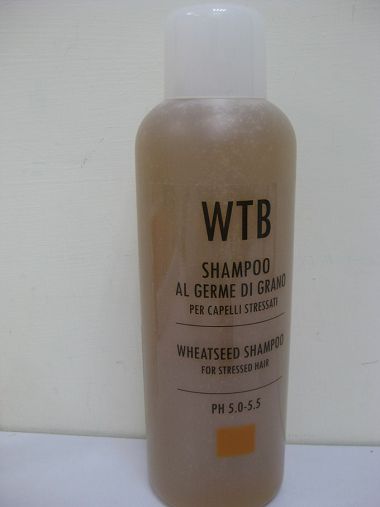 WTB
SHAMPOO
AL GERME DI GRANO
PER CAPELLI STRESSATI
WHEATSEED SHAMPOO
FOR STRESSED HAIR
PH 5.0-5.5